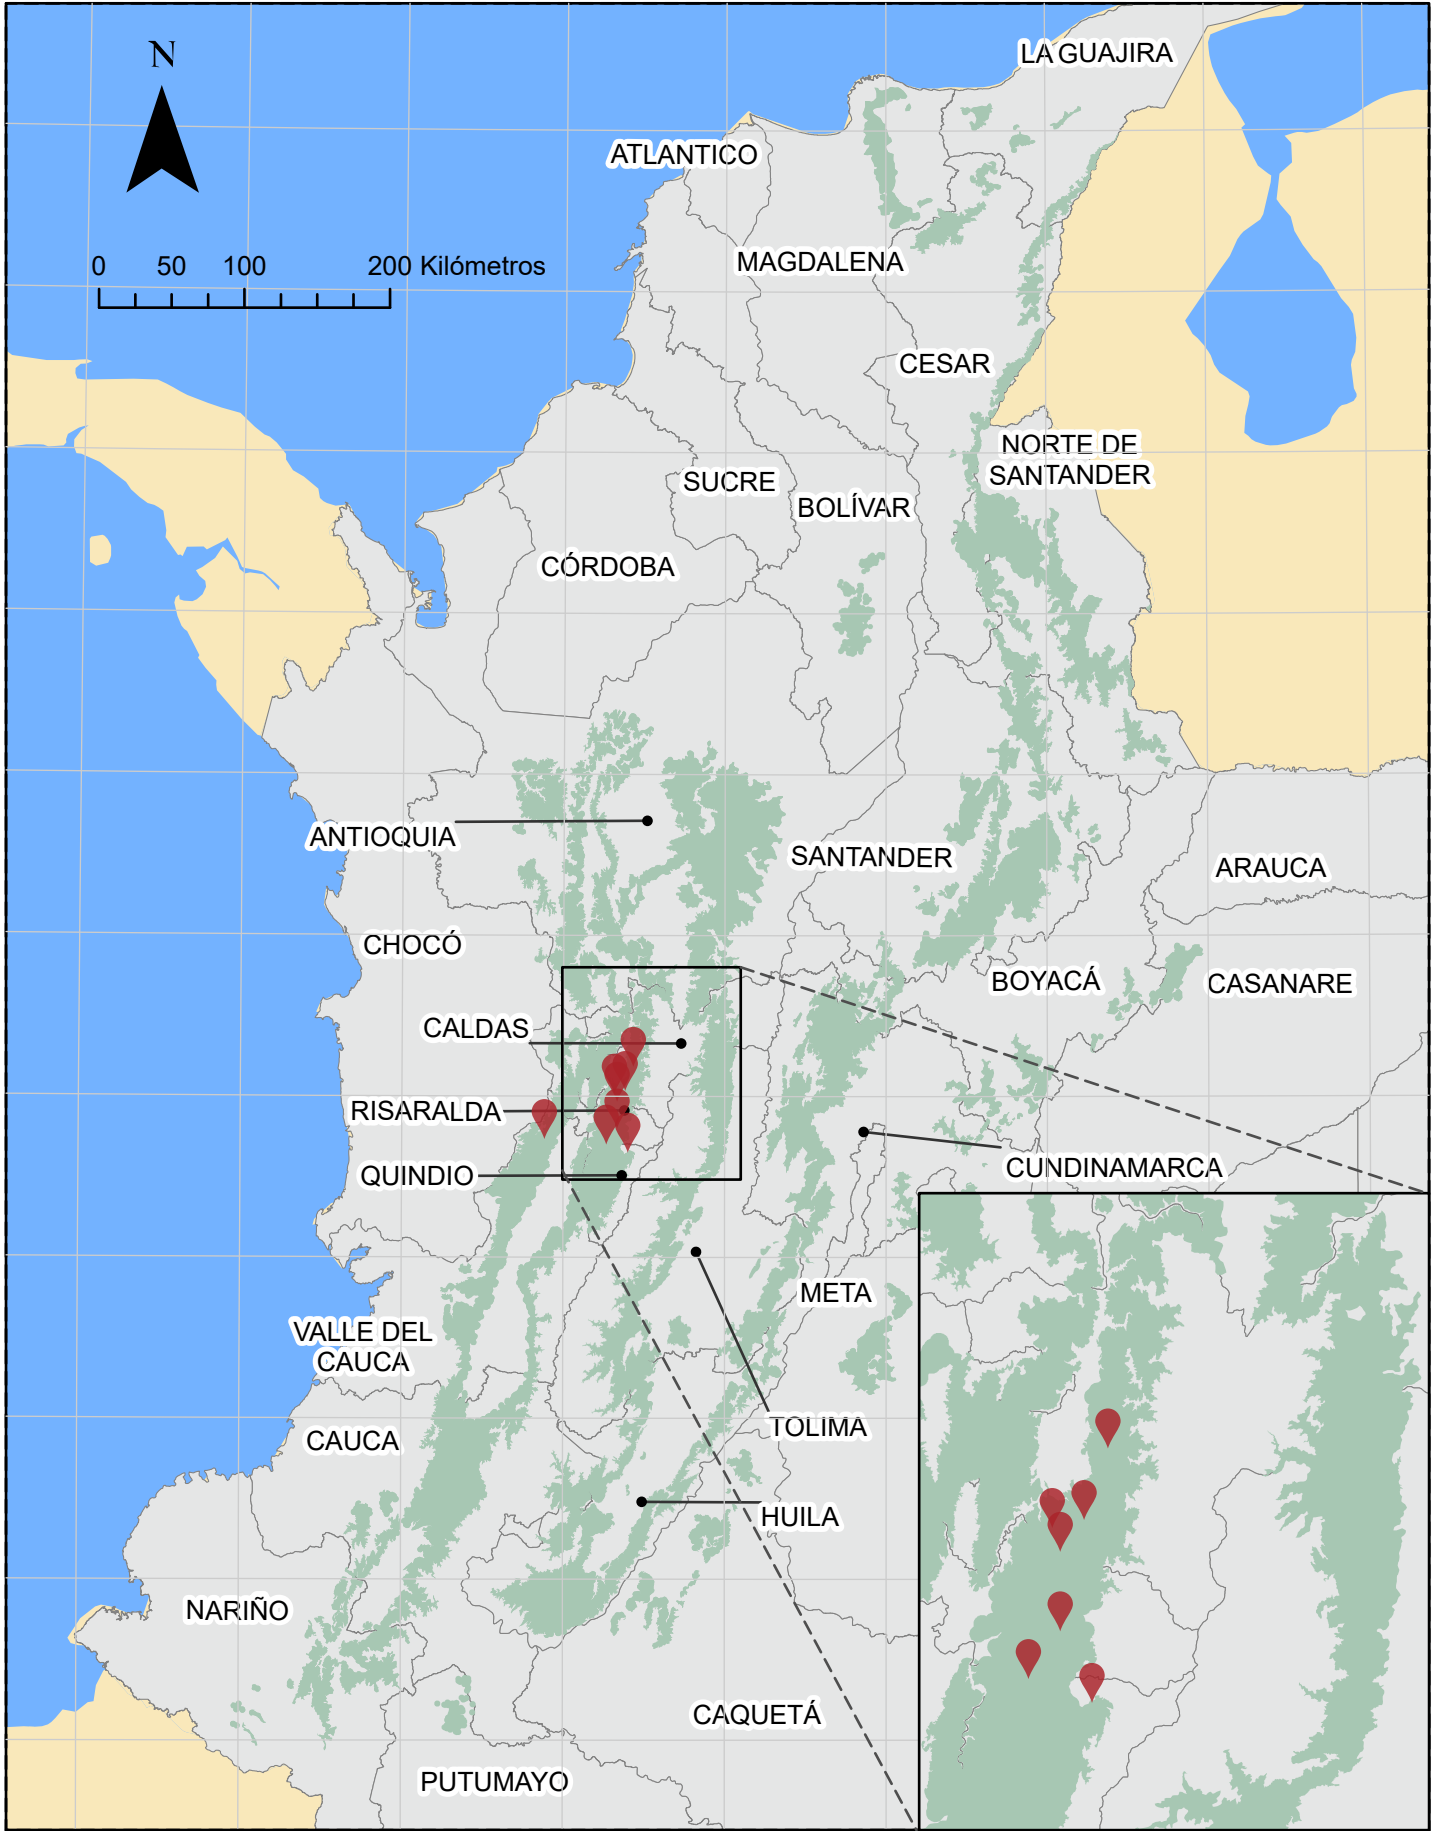 LA GUAJIRA
N
ATLANTICO
MAGDALENA
0 50 100 200 Kilómetros
CESAR
NORTE DE
SANTANDER
SUCRE
BOLÍVAR
CÓRDOBA
ANTIOQUIA
SANTANDER
ARAUCA
CHOCÓ
BOYACÁ
CASANARE
CALDAS
RISARALDA
QUINDIO
CUNDINAMARCA
META
VALLE DEL
CAUCA
TOLIMA
CAUCA
HUILA
NARIÑO
CAQUETÁ
PUTUMAYO